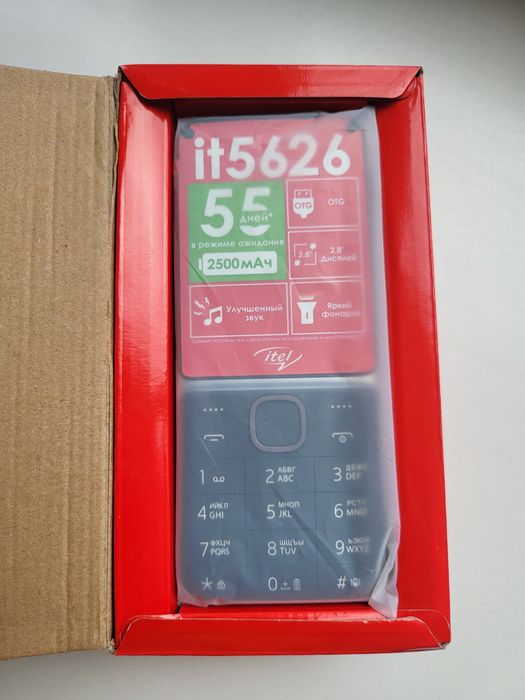 it5626
55
дней*
в режиме ожидания
2500 мАч
OTG
OTG
2.8"
2.8"
Дисплей
Улучшенный
звук
Яркий
фонарик
itel
1
2 АБВГ
ABC
3 ДЕЖЗ
DEF
4 ИЙКЛ
GHI
5 МНОП
JKL
6 РСТУ
MNO
7 ФХЦЧ
PQRS
8 ШЩЪЫ
TUV
9 ЬЭЮЯ
WXYZ
*
0
#